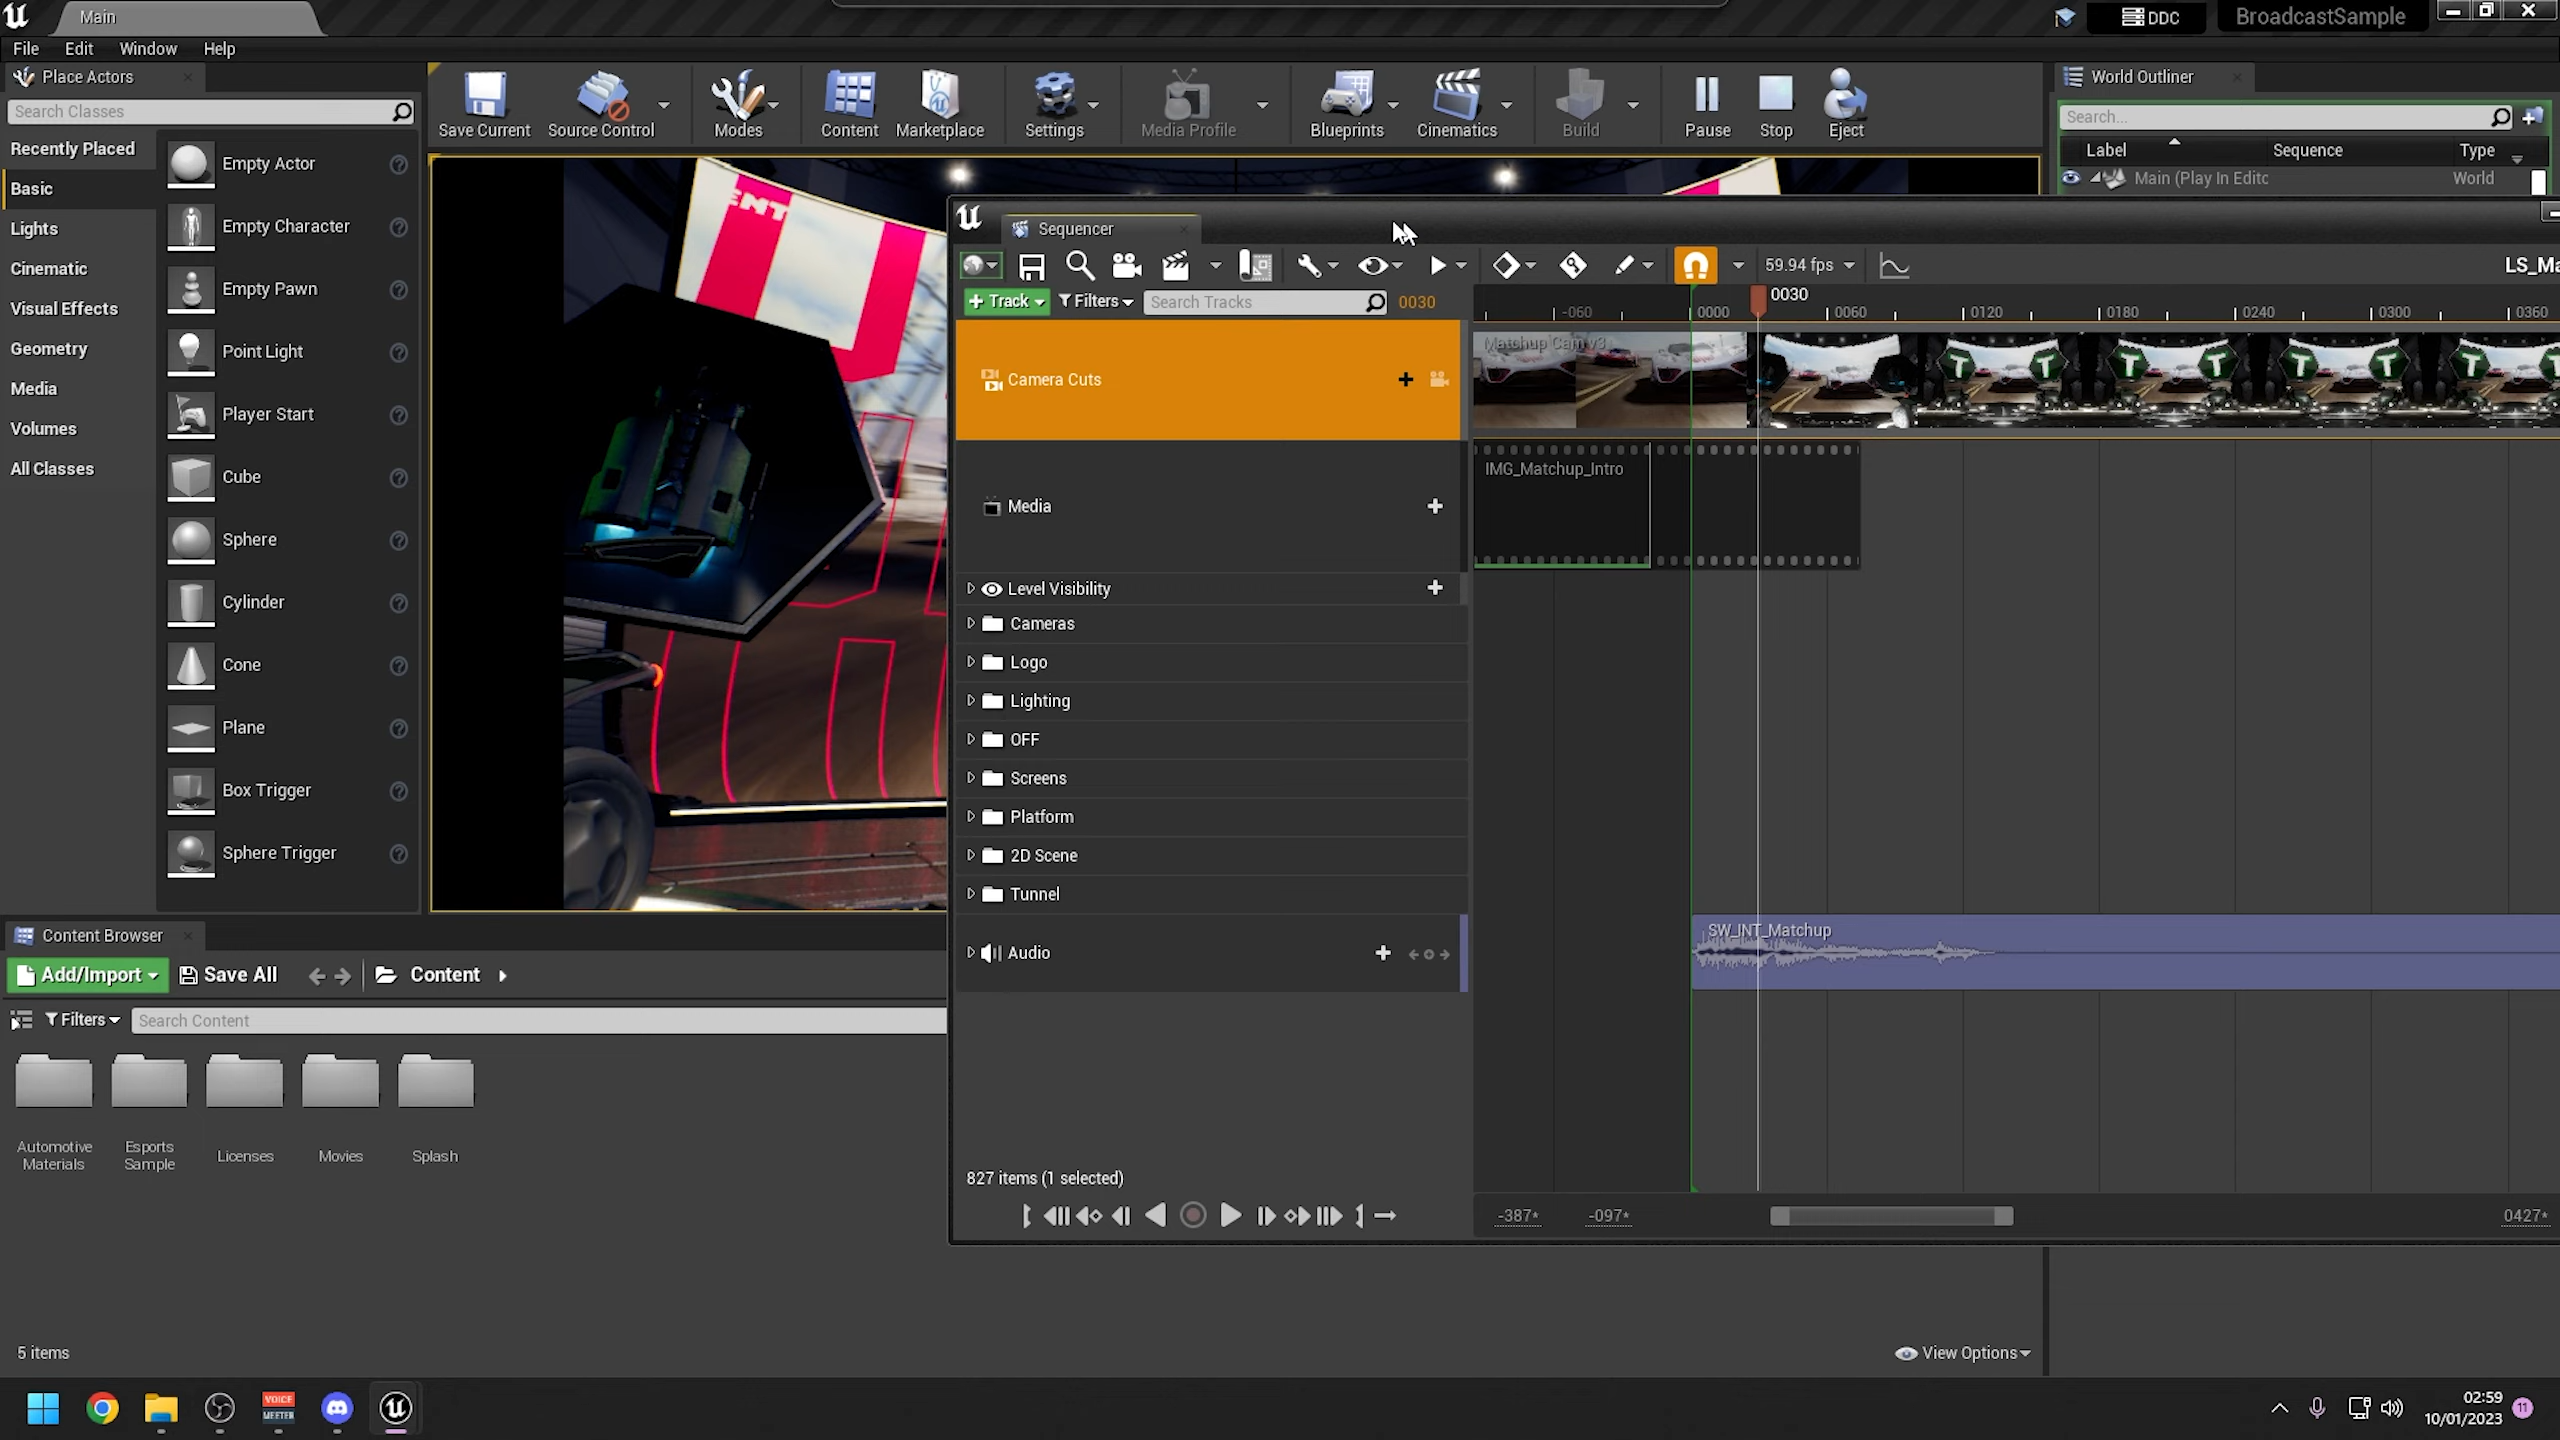 Main
DDC
BroadcastSample
File Edit Window Help
Place Actors
World Outliner
Search Classes
Search...
Save Current
Source Control
Modes
Content
Marketplace
Settings
Media Profile
Blueprints
Cinematics
Build
Pause
Stop
Eject
Label Sequence Type
Main (Play In Editc World
Recently Placed
Basic
Lights
Cinematic
Visual Effects
Geometry
Media
Volumes
All Classes
Empty Actor
Empty Character
Empty Pawn
Point Light
Player Start
Cube
Sphere
Cylinder
Cone
Plane
Box Trigger
Sphere Trigger
ENT
Sequencer
59.94 fps
LS_Ma
Track Filters Search Tracks 0030
0030
-060 0000 0060 0120 0180 0240 0300 0360
Camera Cuts
Matchup Cam v3
T T T T
Media
IMG_Matchup_Intro
Level Visibility
Cameras
Logo
Lighting
OFF
Screens
Platform
2D Scene
Tunnel
Audio
SW_INT_Matchup
827 items (1 selected)
-387* -097* 0427*
Content Browser
Add/Import Save All Content
Filters Search Content
Automotive
Materials
Esports
Sample
Licenses
Movies
Splash
5 items
View Options
VOICE
MEETER
02:59
10/01/2023
11